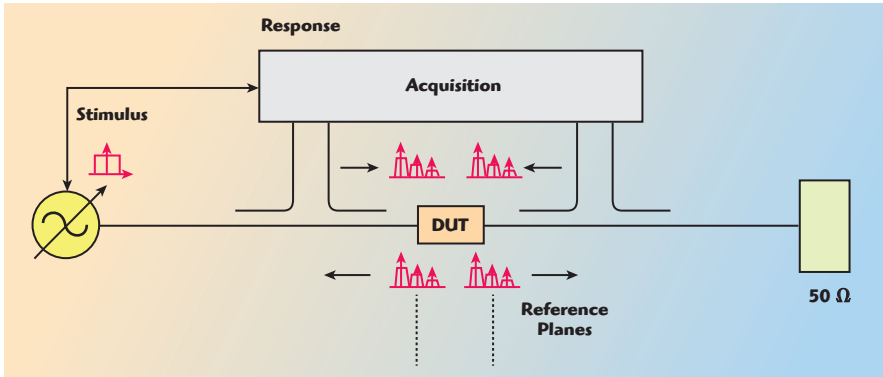 Response
Acquisition
Stimulus
DUT
Reference
Planes
50 Ω